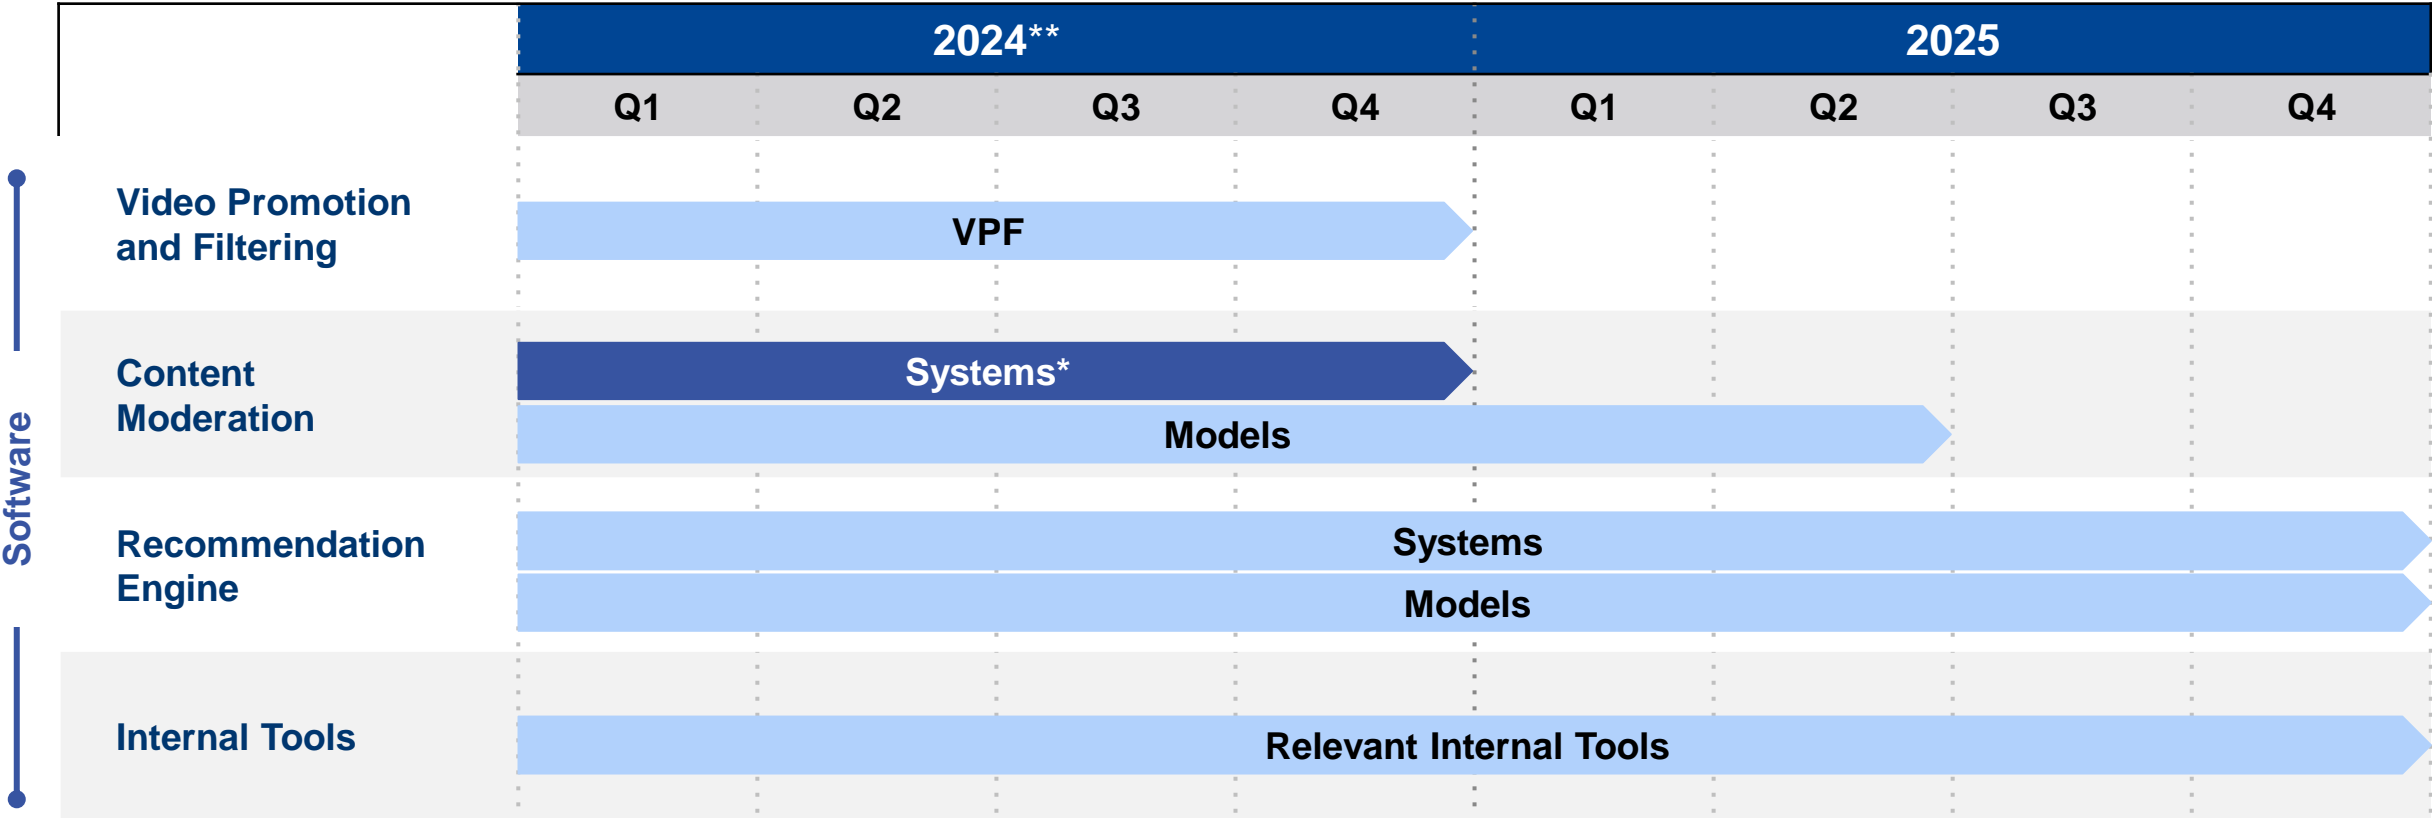 2024**
2025
Q1
Q2
Q3
Q4
Q1
Q2
Q3
Q4
Software
Video Promotion
and Filtering
VPF
Content
Moderation
Systems*
Models
Recommendation
Engine
Systems
Models
Internal Tools
Relevant Internal Tools